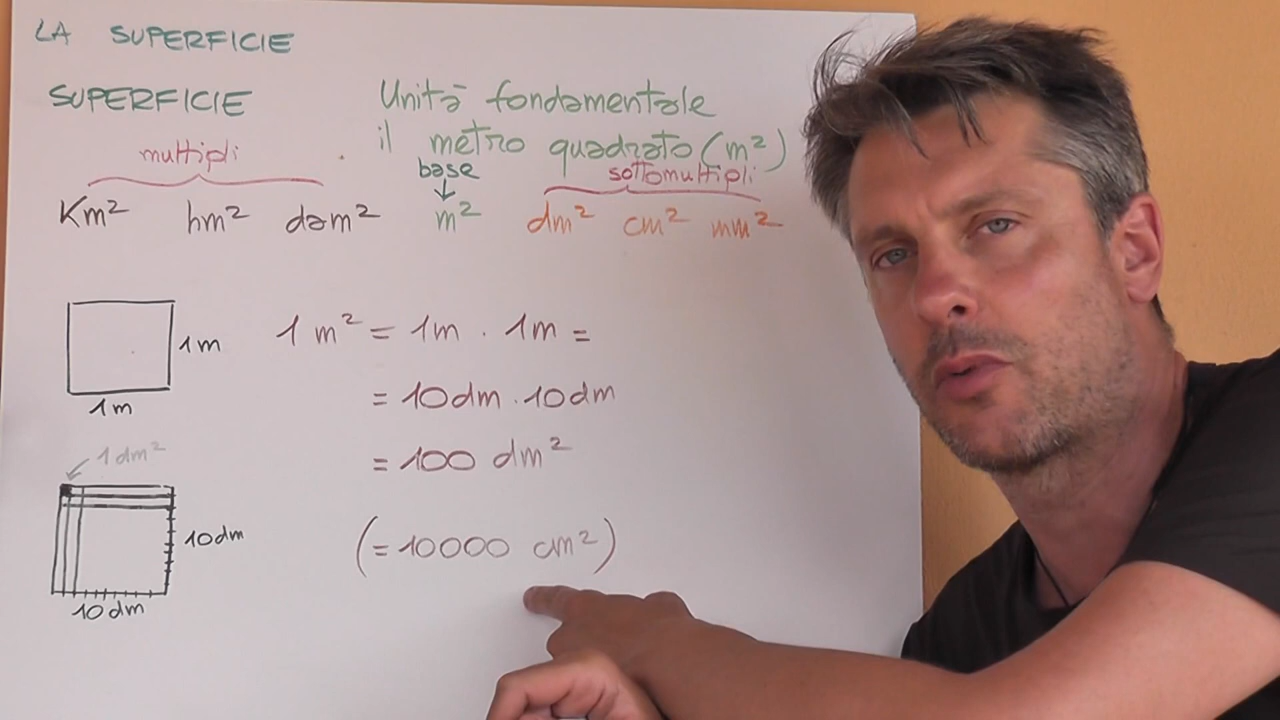 LA SUPERFICIE
SUPERFICIE
Unità fondamentale
il metro quadrato (m²)
multipli
base
sottomultipli
Km² hm² dam² m² dm² cm² mm²
1m
1m
1 m² = 1m · 1m =
= 10dm · 10dm
= 100 dm²
(= 10000 cm²)
1 dm²
10dm
10 dm